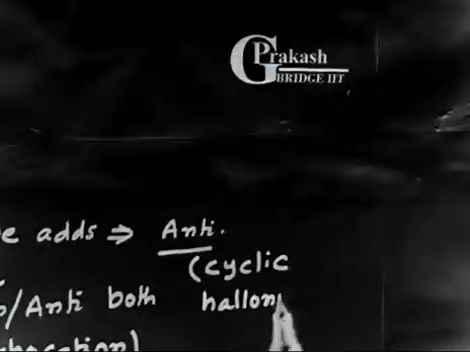 G Prakash
BRIDGE IIT
e adds ⇒ Anti.
(cyclic
o/Anti both hallon